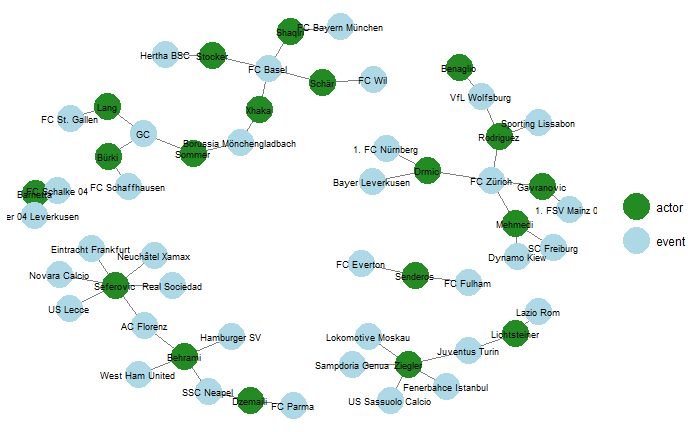 Shaqiri
FC Bayern München
Hertha BSC
Stocker
FC Basel
Benaglio
Schär
FC Wil
VfL Wolfsburg
Lang
Xhaka
FC St. Gallen
Sporting Lissabon
GC
Rodriguez
Borussia Mönchengladbach
1. FC Nürnberg
Bürki
Sommer
Drmic
FC Zürich
Bayer Leverkusen
Gavranovic
FC Schaffhausen
FC Schalke 04
Barnetta
er 04 Leverkusen
1. FSV Mainz 0
Mehmedi
actor
event
SC Freiburg
Eintracht Frankfurt
Neuchâtel Xamax
Dynamo Kiew
FC Everton
Novara Calcio
Senderos
Seferovic
Real Sociedad
FC Fulham
US Lecce
Lazio Rom
AC Florenz
Hamburger SV
Lokomotive Moskau
Lichtsteiner
Juventus Turin
Behrami
Sampdoria Genua
Ziegler
West Ham United
Fenerbahce Istanbul
SSC Neapel
Dzemaili
FC Parma
US Sassuolo Calcio